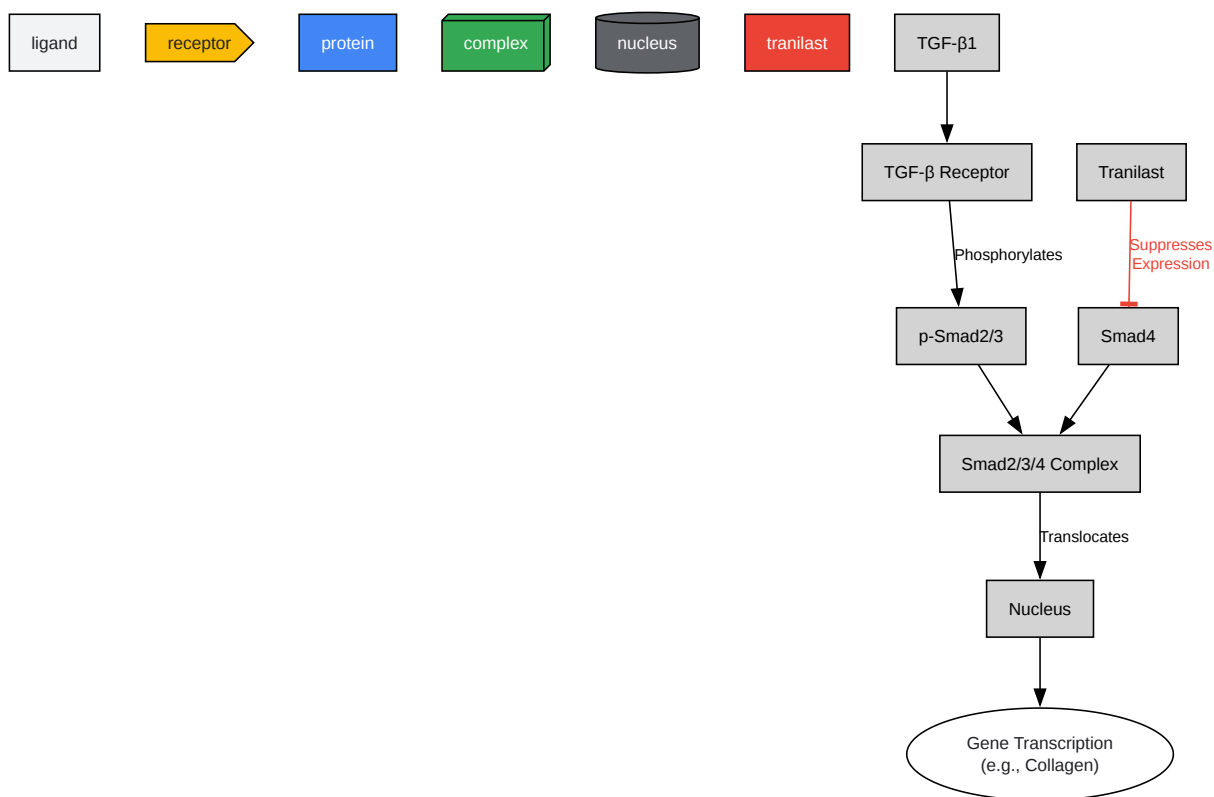 ligand
receptor
protein
complex
nucleus
tranilast
TGF-β1
TGF-β Receptor
Tranilast
Phosphorylates
Suppresses
Expression
p-Smad2/3
Smad4
Smad2/3/4 Complex
Translocates
Nucleus
Gene Transcription
(e.g., Collagen)